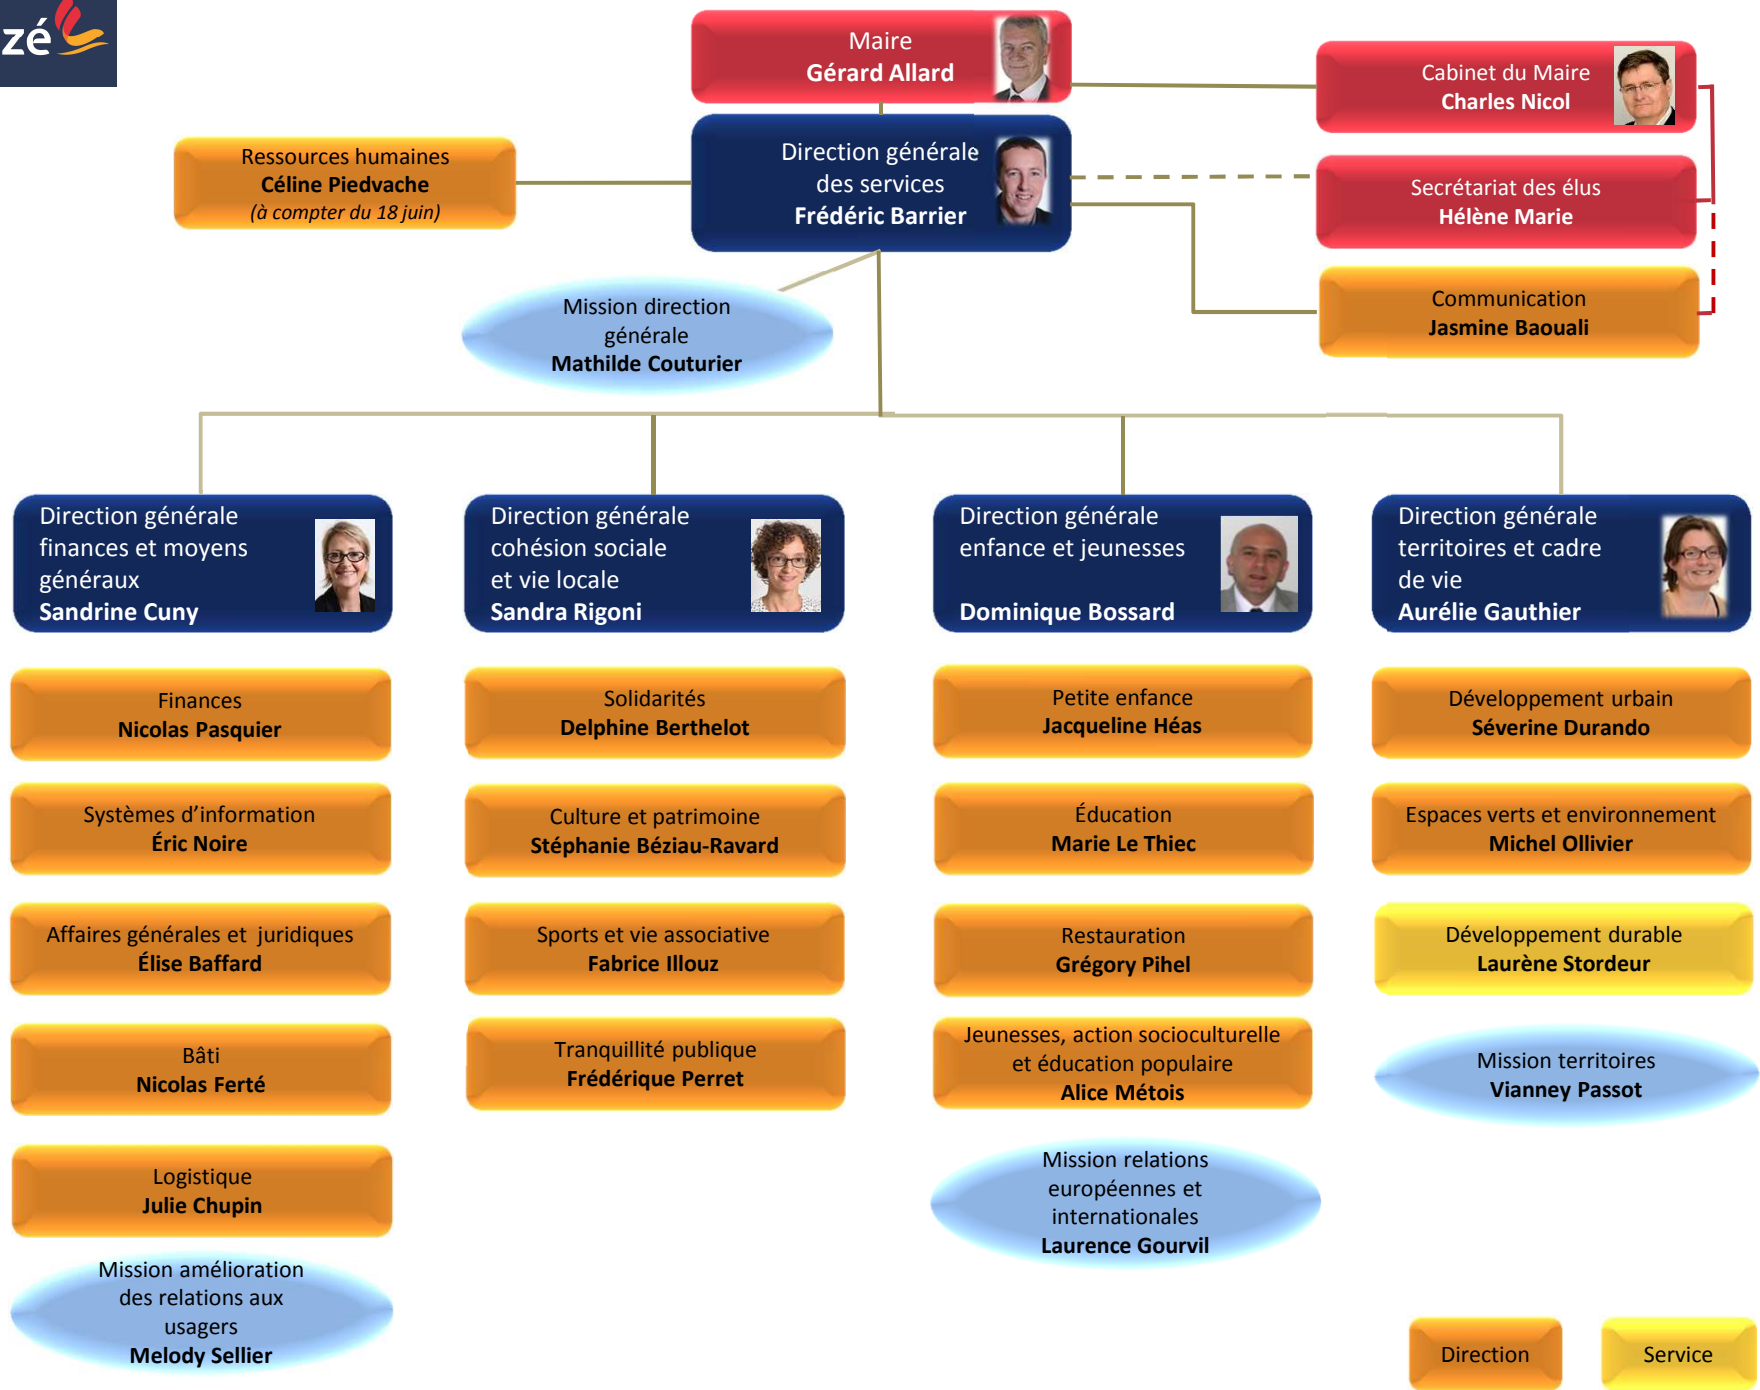 zé
Maire
Gérard Allard
Cabinet du Maire
Charles Nicol
Ressources humaines
Céline Piedvache
(à compter du 18 juin)
Direction générale
des services
Frédéric Barrier
Secrétariat des élus
Hélène Marie
Communication
Jasmine Baouali
Mission direction
générale
Mathilde Couturier
Direction générale
finances et moyens
généraux
Sandrine Cuny
Direction générale
cohésion sociale
et vie locale
Sandra Rigoni
Direction générale
enfance et jeunesses
Dominique Bossard
Direction générale
territoires et cadre
de vie
Aurélie Gauthier
Finances
Nicolas Pasquier
Systèmes d'information
Éric Noire
Affaires générales et juridiques
Élise Baffard
Bâti
Nicolas Ferté
Logistique
Julie Chupin
Mission amélioration
des relations aux
usagers
Melody Sellier
Solidarités
Delphine Berthelot
Culture et patrimoine
Stéphanie Béziau-Ravard
Sports et vie associative
Fabrice Illouz
Tranquillité publique
Frédérique Perret
Petite enfance
Jacqueline Héas
Éducation
Marie Le Thiec
Restauration
Grégory Pihel
Jeunesses, action socioculturelle
et éducation populaire
Alice Métois
Mission relations
européennes et
internationales
Laurence Gourvil
Développement urbain
Séverine Durando
Espaces verts et environnement
Michel Ollivier
Développement durable
Laurène Stordeur
Mission territoires
Vianney Passot
Direction
Service